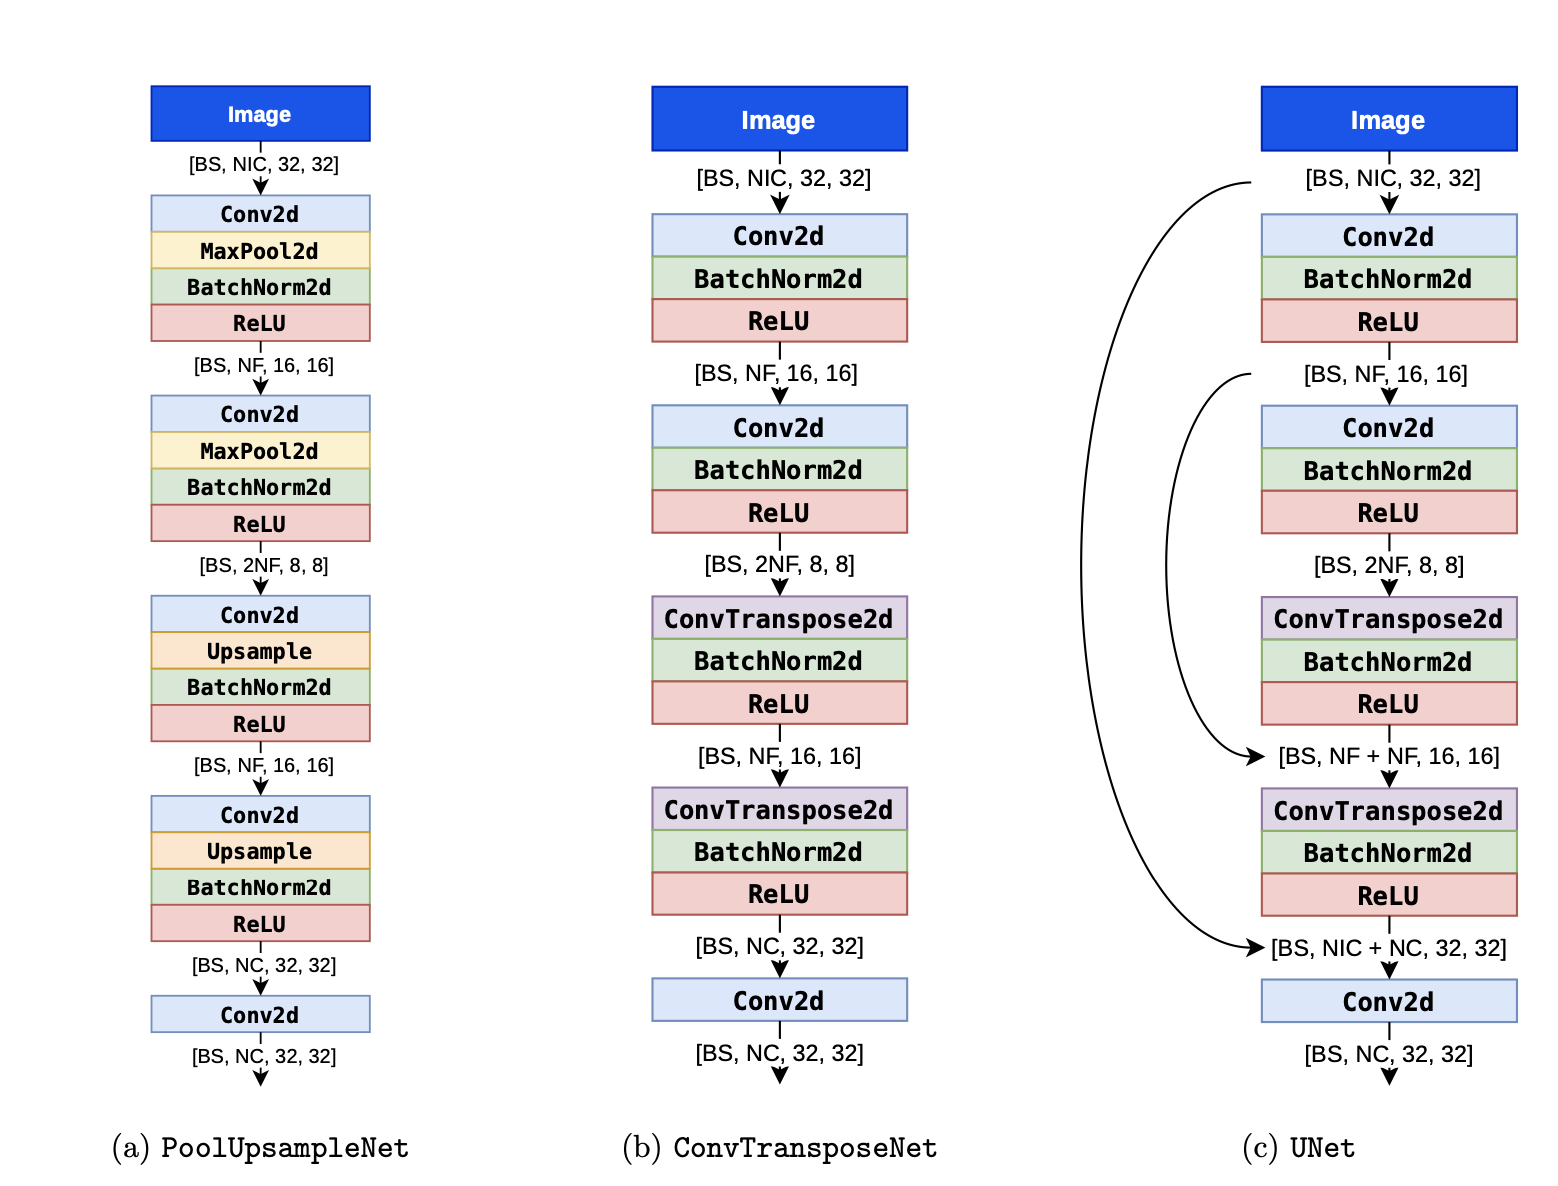 Image
[BS, NIC, 32, 32]
Conv2d
MaxPool2d
BatchNorm2d
ReLU
[BS, NF, 16, 16]
Conv2d
MaxPool2d
BatchNorm2d
ReLU
[BS, 2NF, 8, 8]
Conv2d
Upsample
BatchNorm2d
ReLU
[BS, NF, 16, 16]
Conv2d
Upsample
BatchNorm2d
ReLU
[BS, NC, 32, 32]
Conv2d
[BS, NC, 32, 32]
(a) PoolUpsampleNet
Image
[BS, NIC, 32, 32]
Conv2d
BatchNorm2d
ReLU
[BS, NF, 16, 16]
Conv2d
BatchNorm2d
ReLU
[BS, 2NF, 8, 8]
ConvTranspose2d
BatchNorm2d
ReLU
[BS, NF, 16, 16]
ConvTranspose2d
BatchNorm2d
ReLU
[BS, NC, 32, 32]
Conv2d
[BS, NC, 32, 32]
(b) ConvTransposeNet
Image
[BS, NIC, 32, 32]
Conv2d
BatchNorm2d
ReLU
[BS, NF, 16, 16]
Conv2d
BatchNorm2d
ReLU
[BS, 2NF, 8, 8]
ConvTranspose2d
BatchNorm2d
ReLU
[BS, NF + NF, 16, 16]
ConvTranspose2d
BatchNorm2d
ReLU
[BS, NIC + NC, 32, 32]
Conv2d
[BS, NC, 32, 32]
(c) UNet